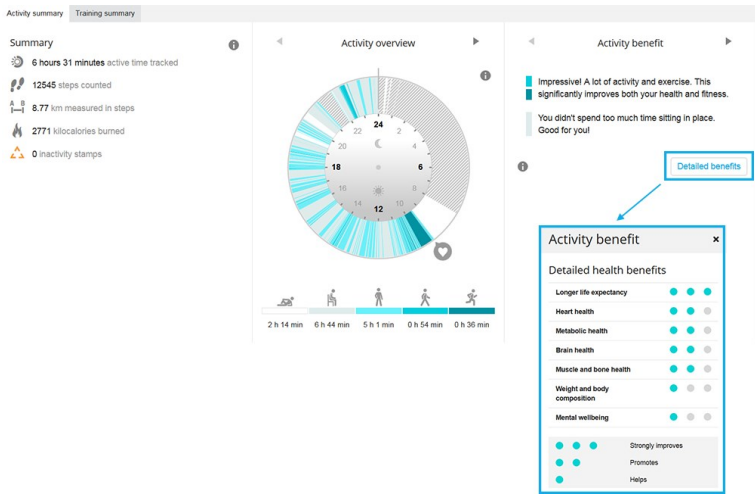 Activity summary
Training summary
Summary
6 hours 31 minutes active time tracked
12545 steps counted
A B
8.77 km measured in steps
2771 kilocalories burned
0 inactivity stamps
Activity overview
24
2
4
6
10
12
14
16
18
20
22
2 h 14 min
6 h 44 min
5 h 1 min
0 h 54 min
0 h 36 min
Activity benefit
Impressive! A lot of activity and exercise. This
significantly improves both your health and fitness.
You didn't spend too much time sitting in place.
Good for you!
Detailed benefits
Activity benefit
×
Detailed health benefits
Longer life expectancy
Heart health
Metabolic health
Brain health
Muscle and bone health
Weight and body
composition
Mental wellbeing
Strongly improves
Promotes
Helps